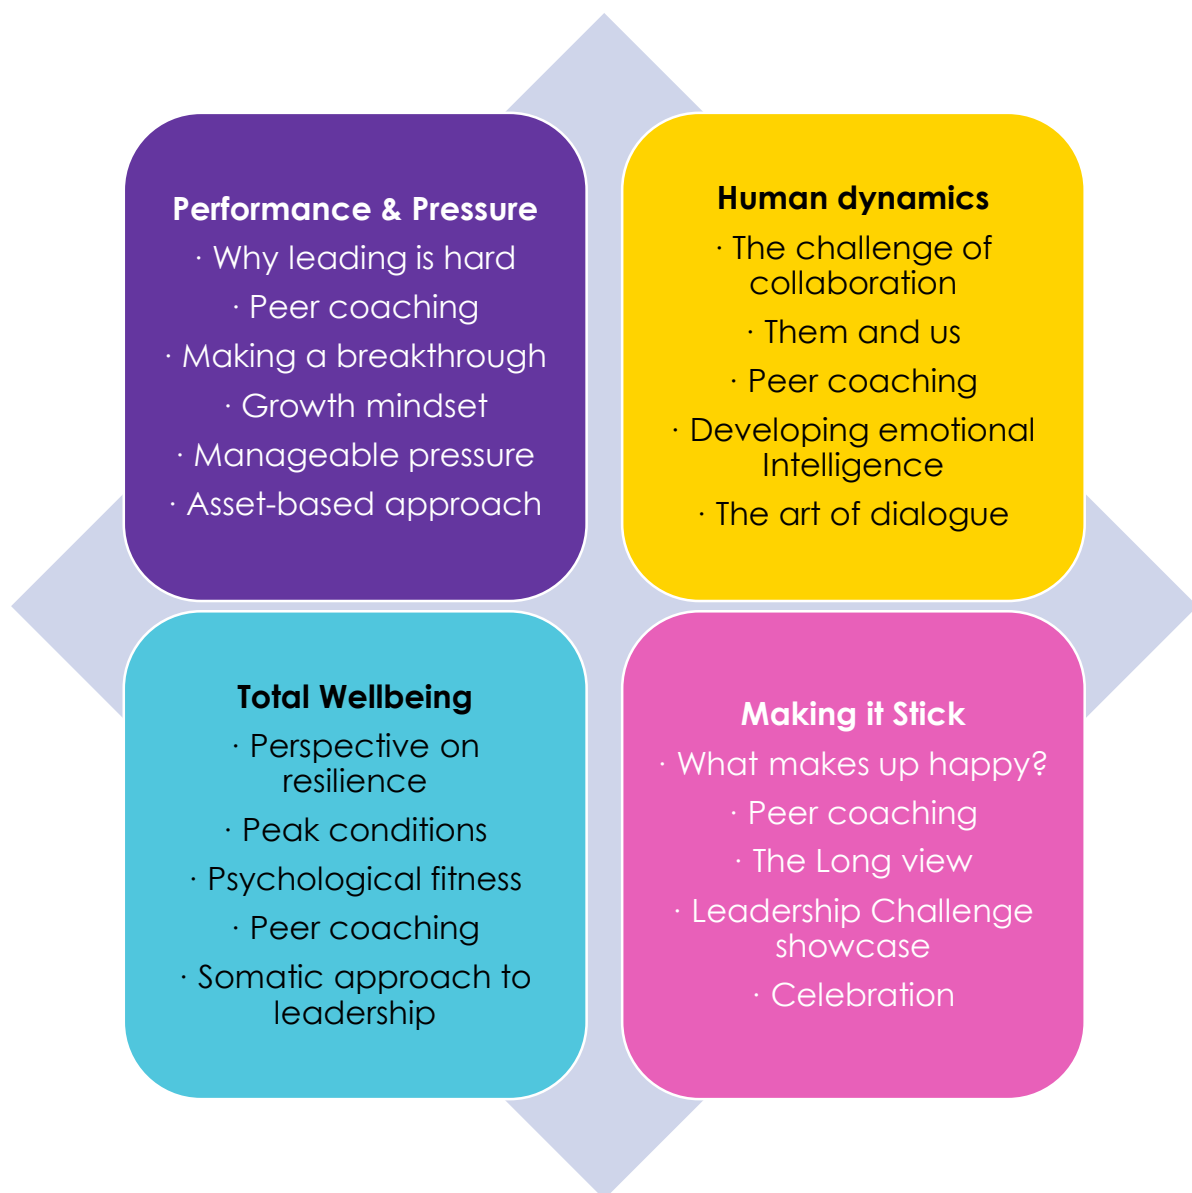 Performance & Pressure
· Why leading is hard
· Peer coaching
· Making a breakthrough
· Growth mindset
· Manageable pressure
· Asset-based approach
Human dynamics
· The challenge of
collaboration
· Them and us
· Peer coaching
· Developing emotional
Intelligence
· The art of dialogue
Total Wellbeing
· Perspective on
resilience
· Peak conditions
· Psychological fitness
· Peer coaching
· Somatic approach to
leadership
Making it Stick
· What makes up happy?
· Peer coaching
· The Long view
· Leadership Challenge
showcase
· Celebration